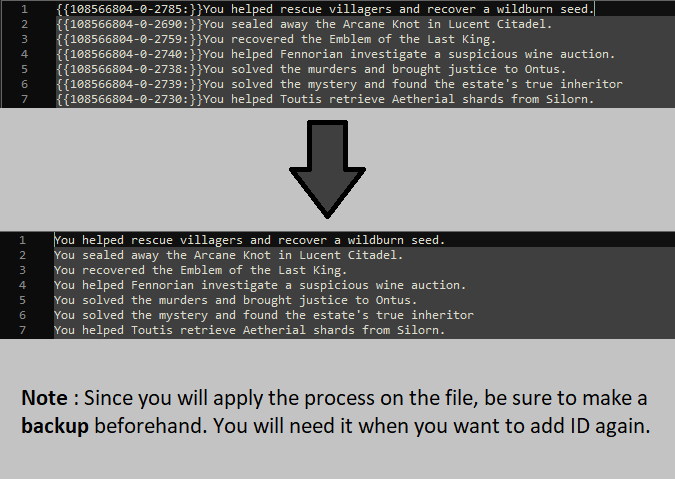 1 {{108566804-0-2785:}}You helped rescue villagers and recover a wildburn seed.
2 {{108566804-0-2690:}}You sealed away the Arcane Knot in Lucent Citadel.
3 {{108566804-0-2759:}}You recovered the Emblem of the Last King.
4 {{108566804-0-2740:}}You helped Fennorian investigate a suspicious wine auction.
5 {{108566804-0-2738:}}You solved the murders and brought justice to Ontus.
6 {{108566804-0-2739:}}You solved the mystery and found the estate's true inheritor
7 {{108566804-0-2730:}}You helped Toutis retrieve Aetherial shards from Silorn.
1 You helped rescue villagers and recover a wildburn seed.
2 You sealed away the Arcane Knot in Lucent Citadel.
3 You recovered the Emblem of the Last King.
4 You helped Fennorian investigate a suspicious wine auction.
5 You solved the murders and brought justice to Ontus.
6 You solved the mystery and found the estate's true inheritor
7 You helped Toutis retrieve Aetherial shards from Silorn.
Note : Since you will apply the process on the file, be sure to make a
backup beforehand. You will need it when you want to add ID again.